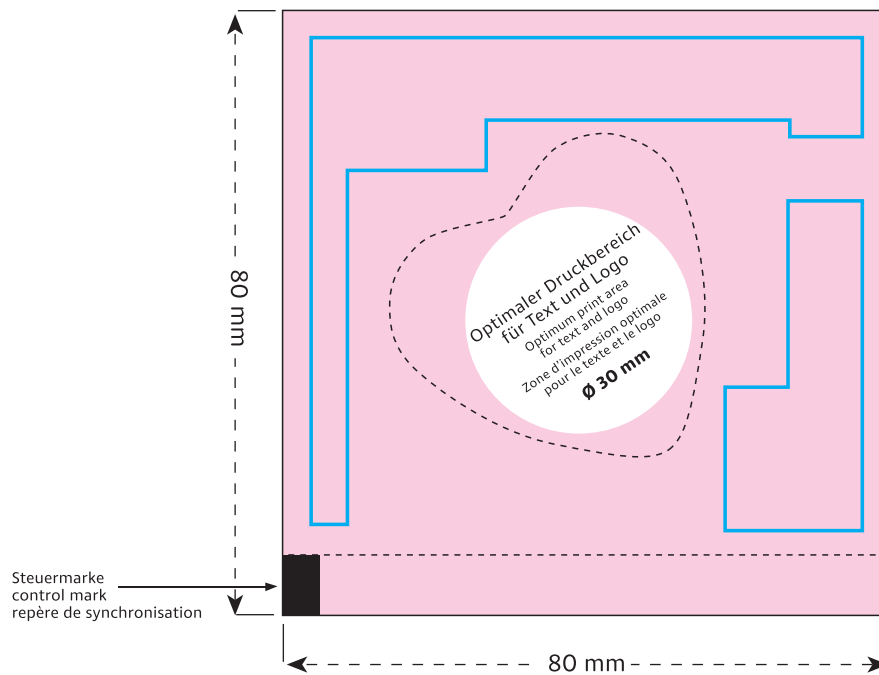 80 mm
Optimaler Druckbereich
für Text und Logo
Optimum print area
for text and logo
Zone d'impression optimale
pour le texte et le logo
Ø 30 mm
Steuermarke
control mark
repère de synchronisation
80 mm